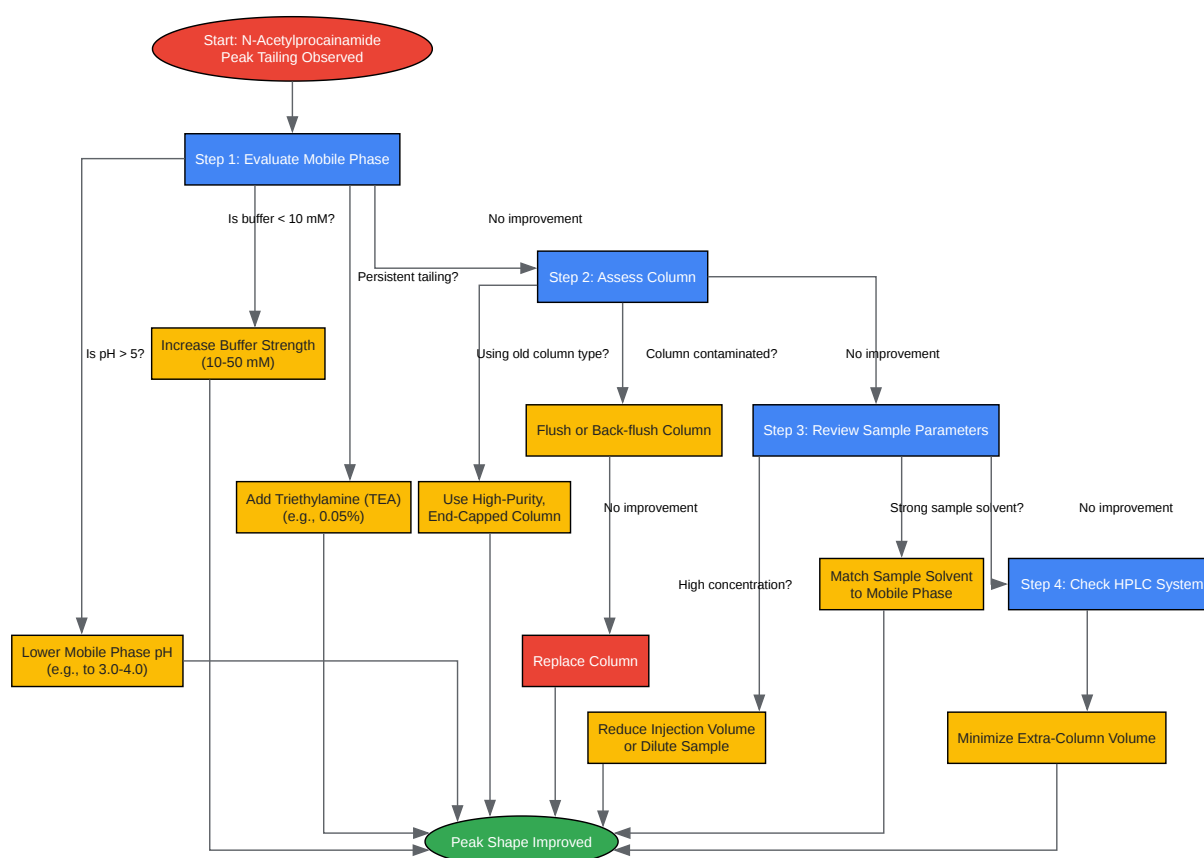 Start: N-Acetylprocainamide
Peak Tailing Observed
Step 1: Evaluate Mobile Phase
Is buffer < 10 mM?
No improvement
Persistent tailing?
Step 2: Assess Column
Is pH > 5?
Increase Buffer Strength
(10-50 mM)
Using old column type?
Column contaminated?
No improvement
Flush or Back-flush Column
Step 3: Review Sample Parameters
Add Triethylamine (TEA)
(e.g., 0.05%)
Use High-Purity,
End-Capped Column
No improvement
Strong sample solvent?
No improvement
High concentration?
Match Sample Solvent
to Mobile Phase
Step 4: Check HPLC System
Lower Mobile Phase pH
(e.g., to 3.0-4.0)
Replace Column
Reduce Injection Volume
or Dilute Sample
Minimize Extra-Column Volume
Peak Shape Improved